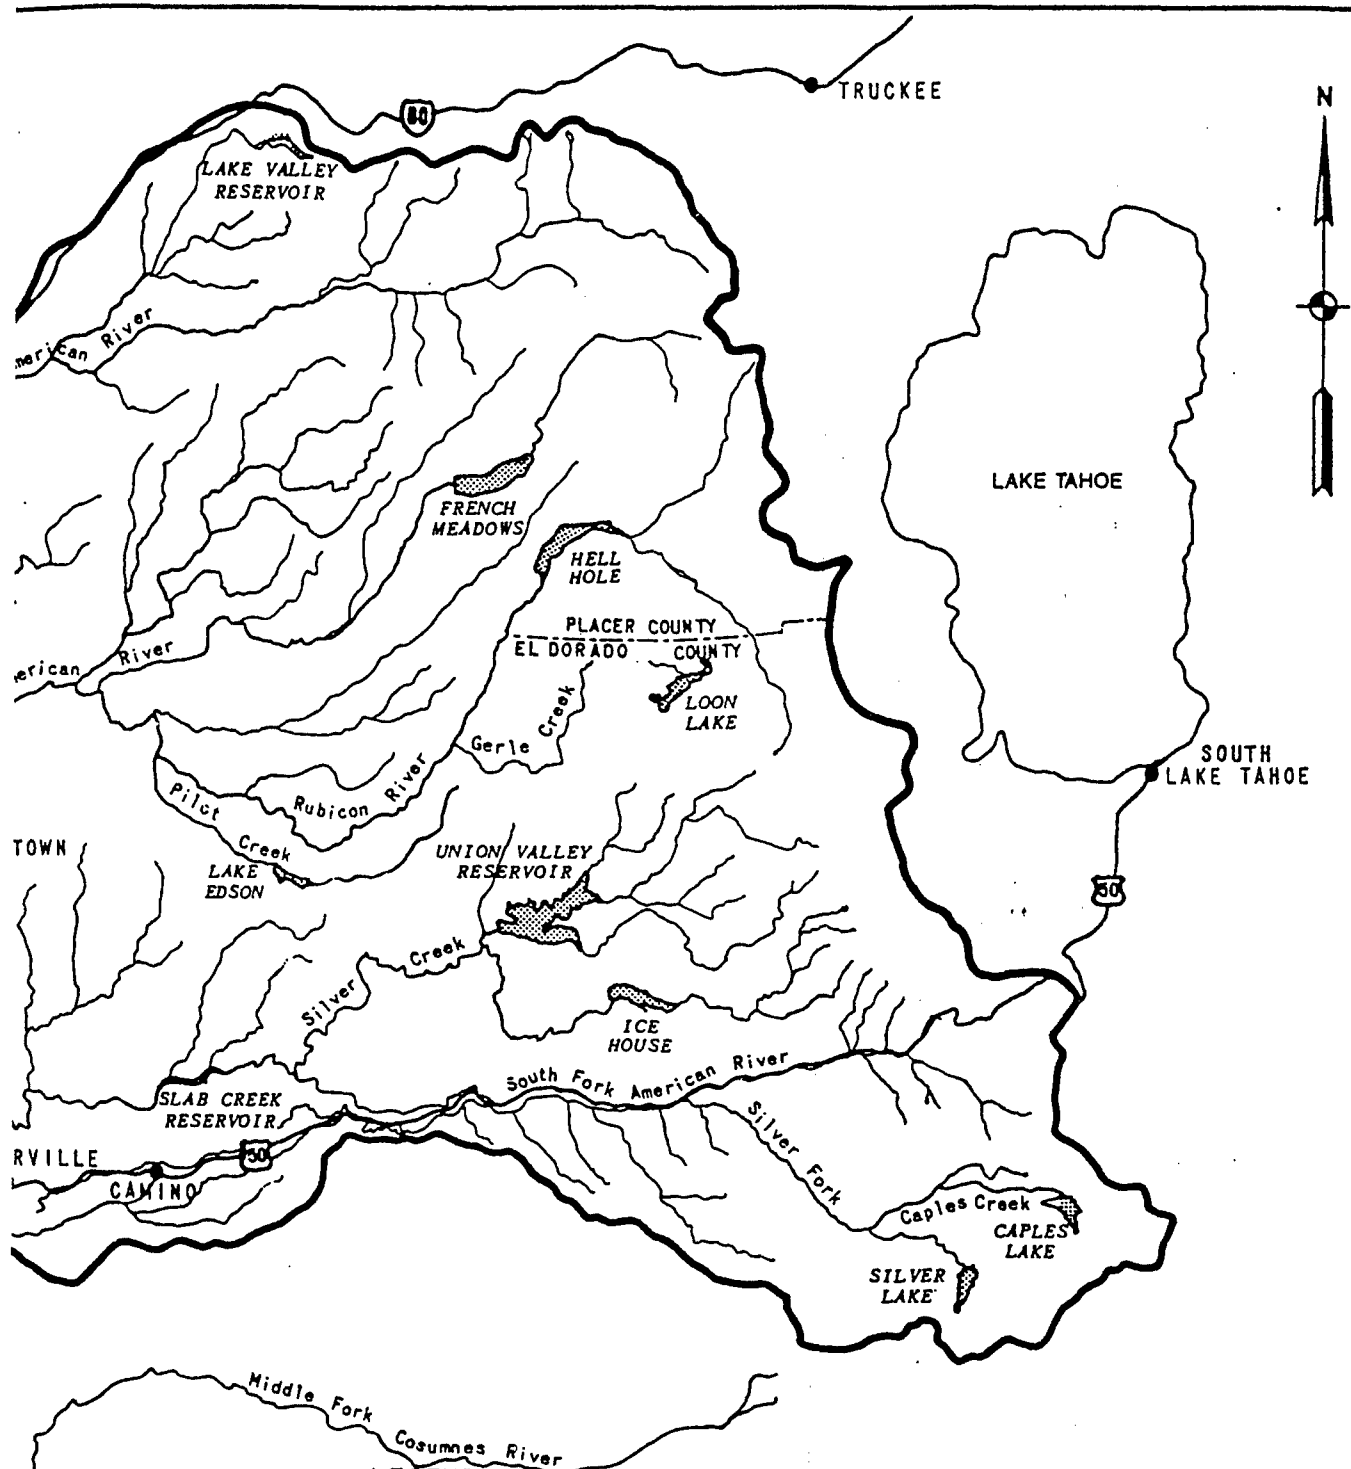 TRUCKEE
80
N
LAKE VALLEY
RESERVOIR
American River
LAKE TAHOE
FRENCH
MEADOWS
HELL
HOLE
PLACER COUNTY
EL DORADO COUNTY
erican River
LOON
LAKE
Gerle Creek
SOUTH
LAKE TAHOE
Rubicon River
Pilot Creek
TOWN
UNION VALLEY
RESERVOIR
LAKE
EDSON
50
Silver Creek
ICE
HOUSE
South Fork American River
SLAB CREEK
RESERVOIR
Silver Fork
50
RVILLE
CAMINO
Caples Creek
CAPLES
LAKE
SILVER
LAKE
Middle Fork
Cosumnes River